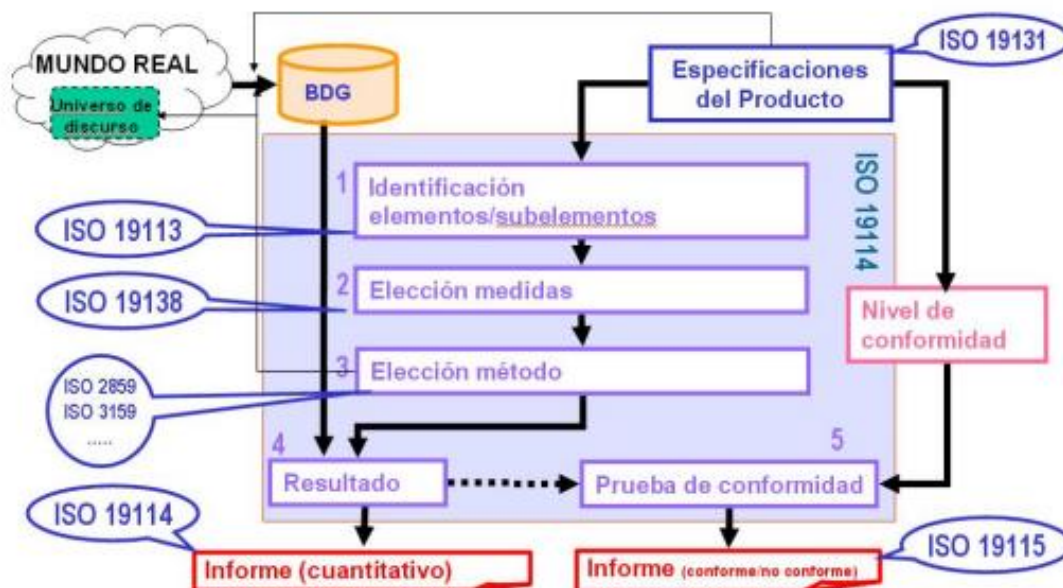 MUNDO REAL
Universo de
discurso
BDG
Especificaciones
del Producto
ISO 19131
1
Identificación
elementos/subelementos
ISO 19113
2
Elección medidas
ISO 19138
3
Elección método
ISO 2859
ISO 3159
.....
ISO 19114
Nivel de
conformidad
4
Resultado
5
Prueba de conformidad
ISO 19114
Informe (cuantitativo)
Informe (conforme/no conforme)
ISO 19115